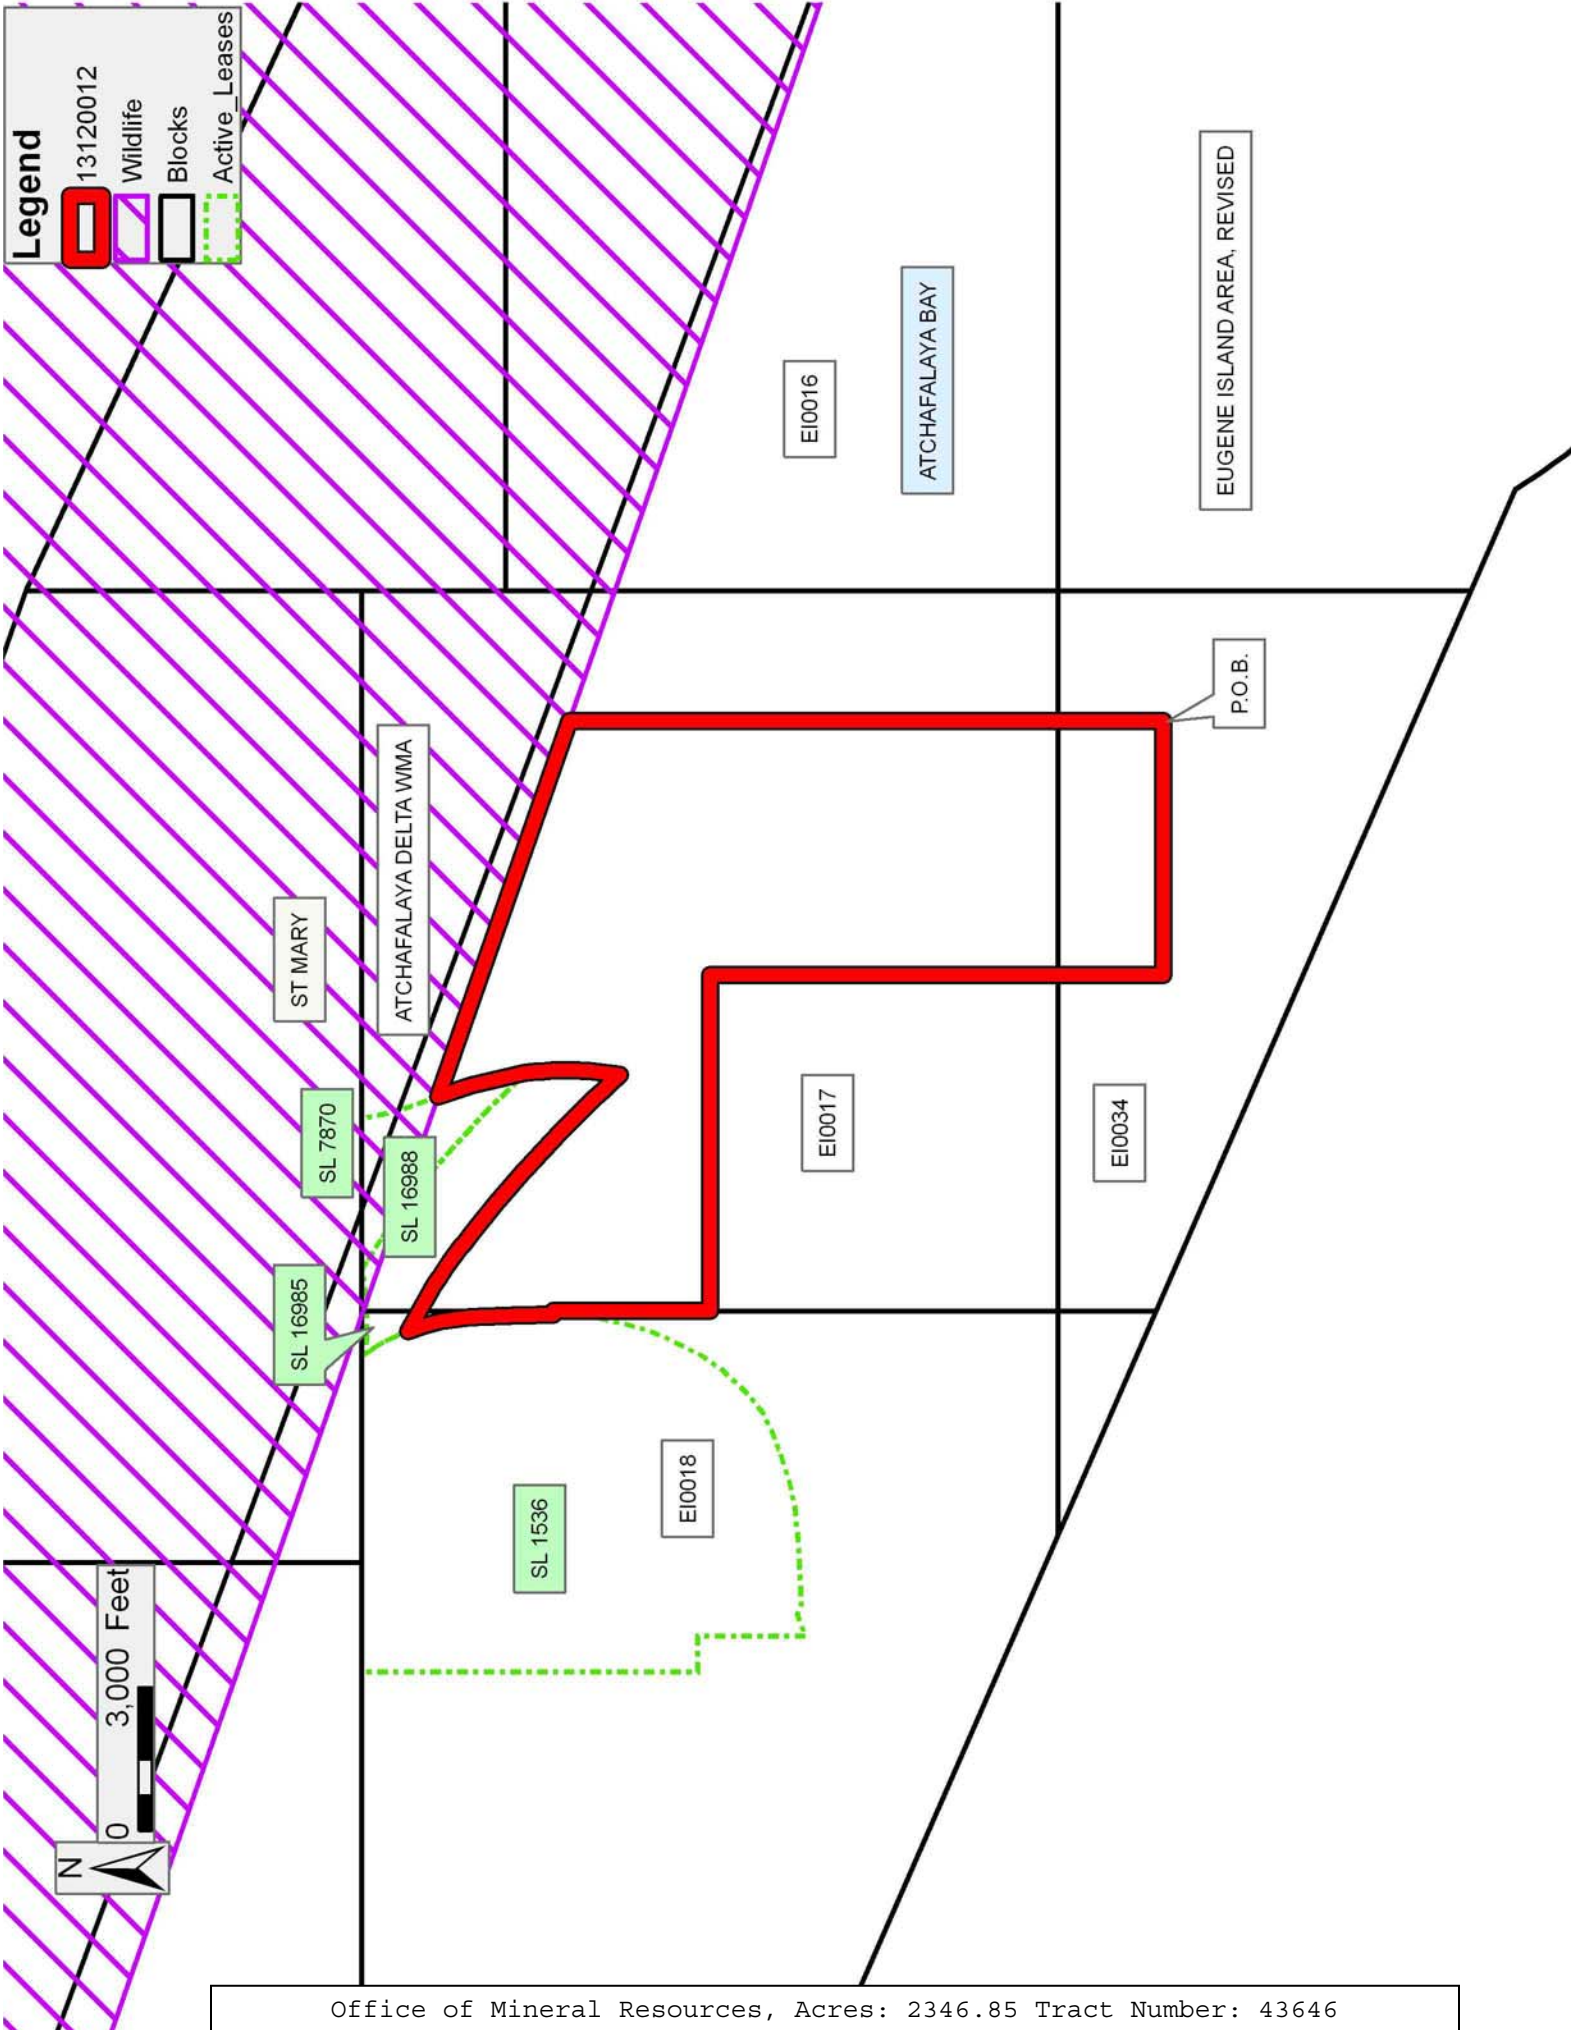 Legend
13120012
Wildlife
Blocks
Active_Leases
N
0 3,000 Feet
ST MARY
ATCHAFALAYA DELTA WMA
SL 16985
SL 7870
SL 16988
SL 1536
EI0018
EI0017
EI0016
ATCHAFALAYA BAY
EI0034
P.O.B.
EUGENE ISLAND AREA, REVISED
Office of Mineral Resources, Acres: 2346.85 Tract Number: 43646